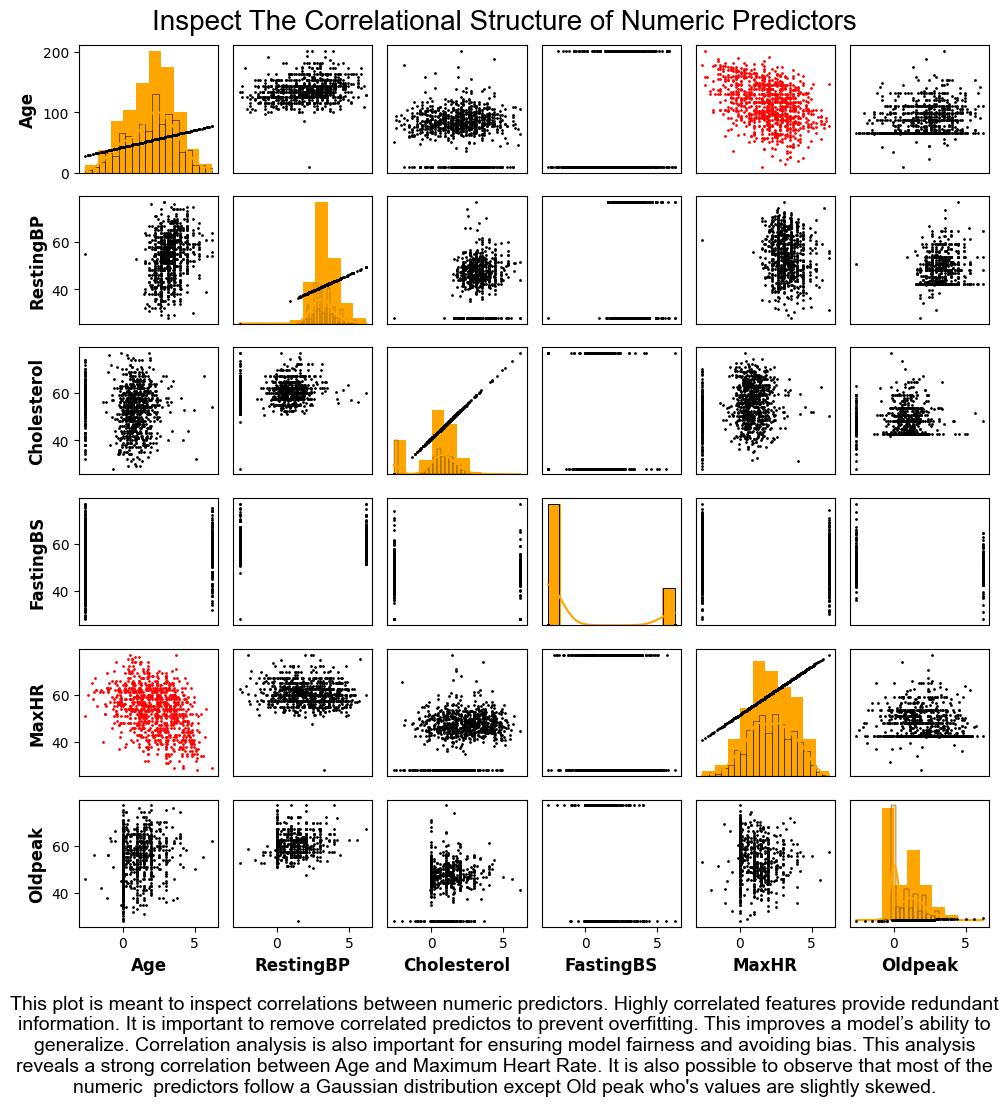 Inspect The Correlational Structure of Numeric Predictors
200
100
0
Age
60
40
RestingBP
60
40
Cholesterol
60
40
FastingBS
60
40
MaxHR
60
40
Oldpeak
0 5 0 5 0 5 0 5 0 5 0 5
Age RestingBP Cholesterol FastingBS MaxHR Oldpeak
This plot is meant to inspect correlations between numeric predictors. Highly correlated features provide redundant
information. It is important to remove correlated predictos to prevent overfitting. This improves a model’s ability to
generalize. Correlation analysis is also important for ensuring model fairness and avoiding bias. This analysis
reveals a strong correlation between Age and Maximum Heart Rate. It is also possible to observe that most of the
numeric  predictors follow a Gaussian distribution except Old peak who's values are slightly skewed.